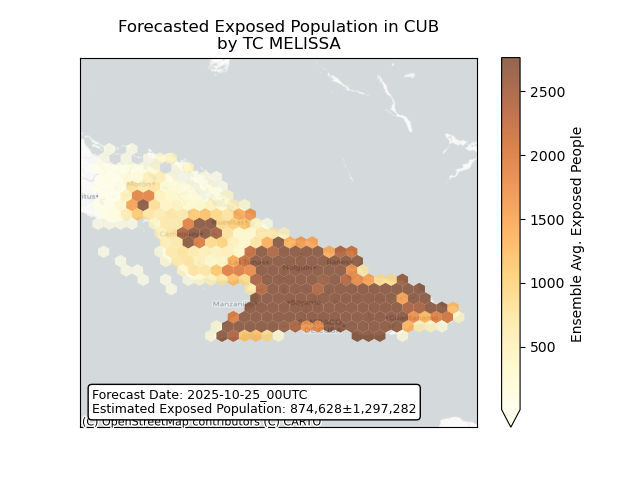 Forecasted Exposed Population in CUB
by TC MELISSA
2500
2000
1500
1000
500
Ensemble Avg. Exposed People
Forecast Date: 2025-10-25_00UTC
Estimated Exposed Population: 874,628±1,297,282
(C) OpenStreetMap contributors (C) CARTO